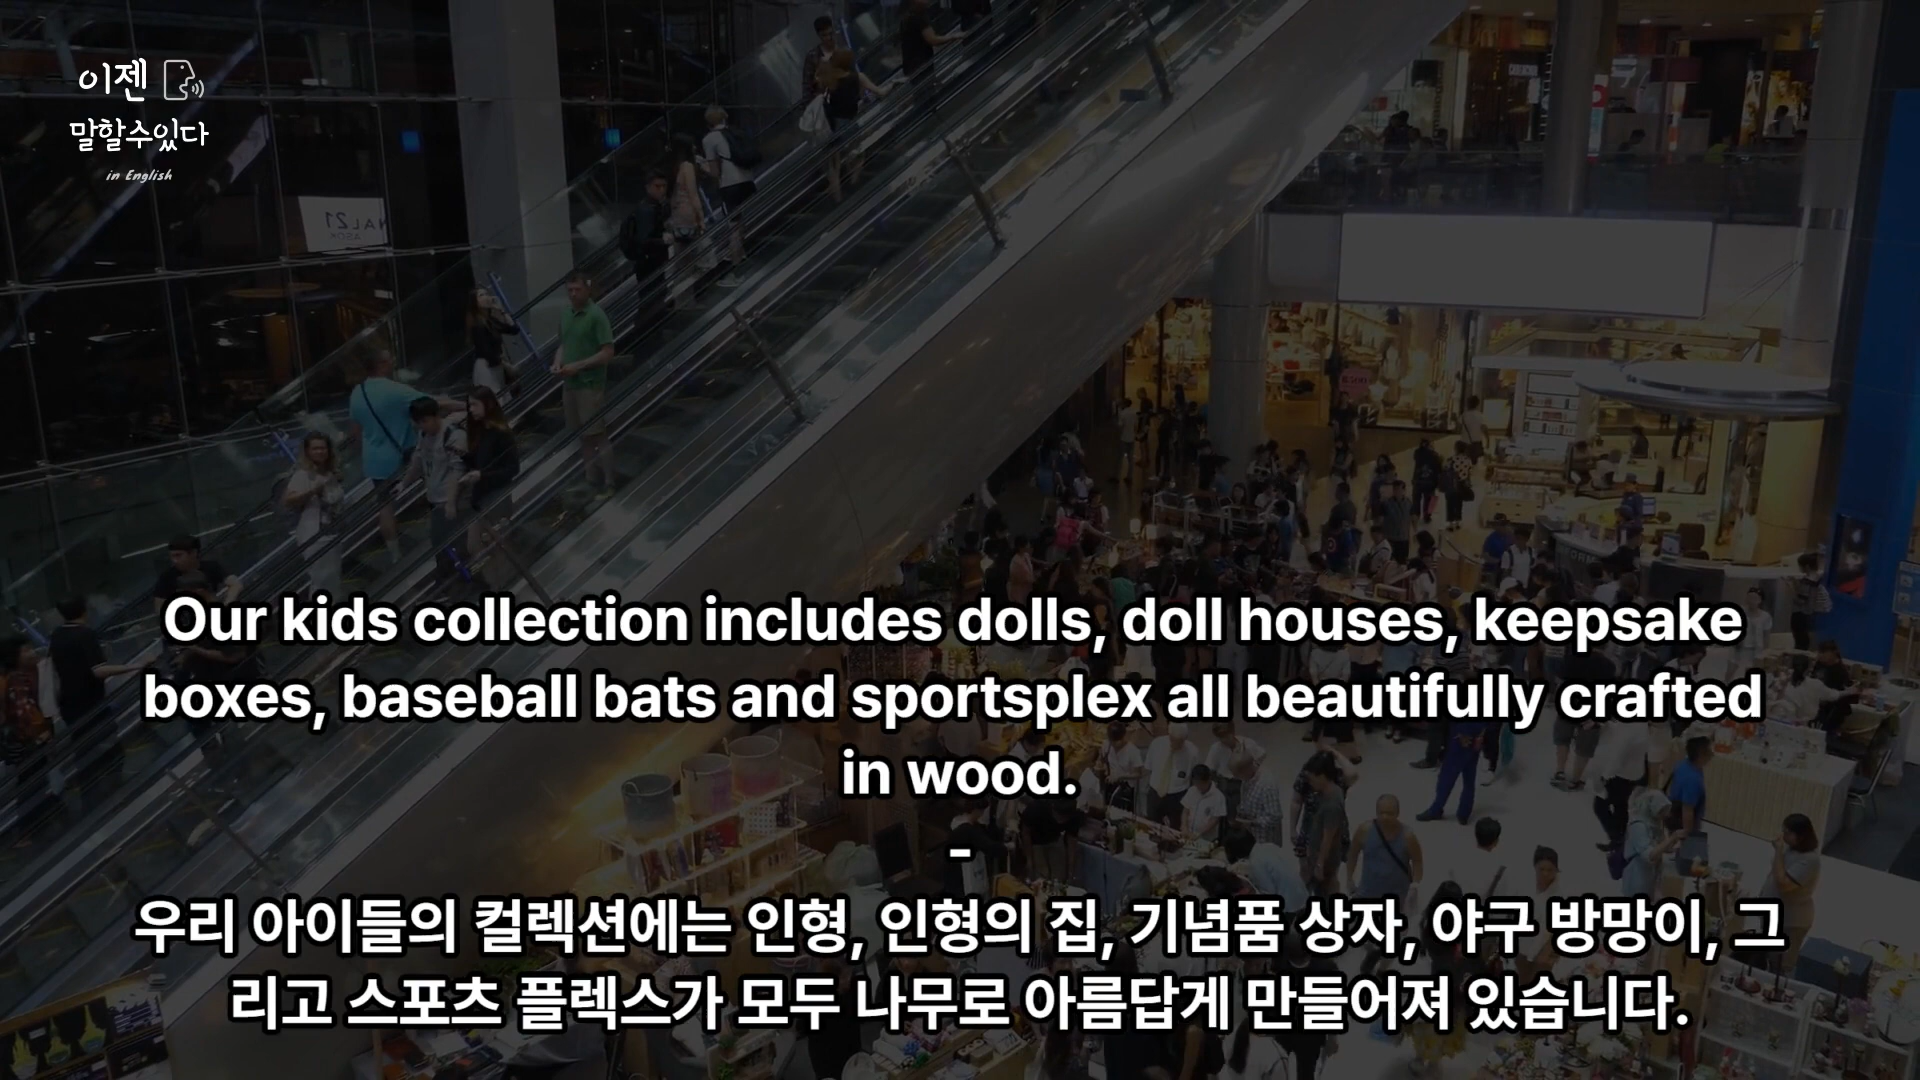 이젠
말할수있다
in English
NAL21
ASOK
Our kids collection includes dolls, doll houses, keepsake
boxes, baseball bats and sportsplex all beautifully crafted
in wood.
-
우리 아이들의 컬렉션에는 인형, 인형의 집, 기념품 상자, 야구 방망이, 그
리고 스포츠 플렉스가 모두 나무로 아름답게 만들어져 있습니다.